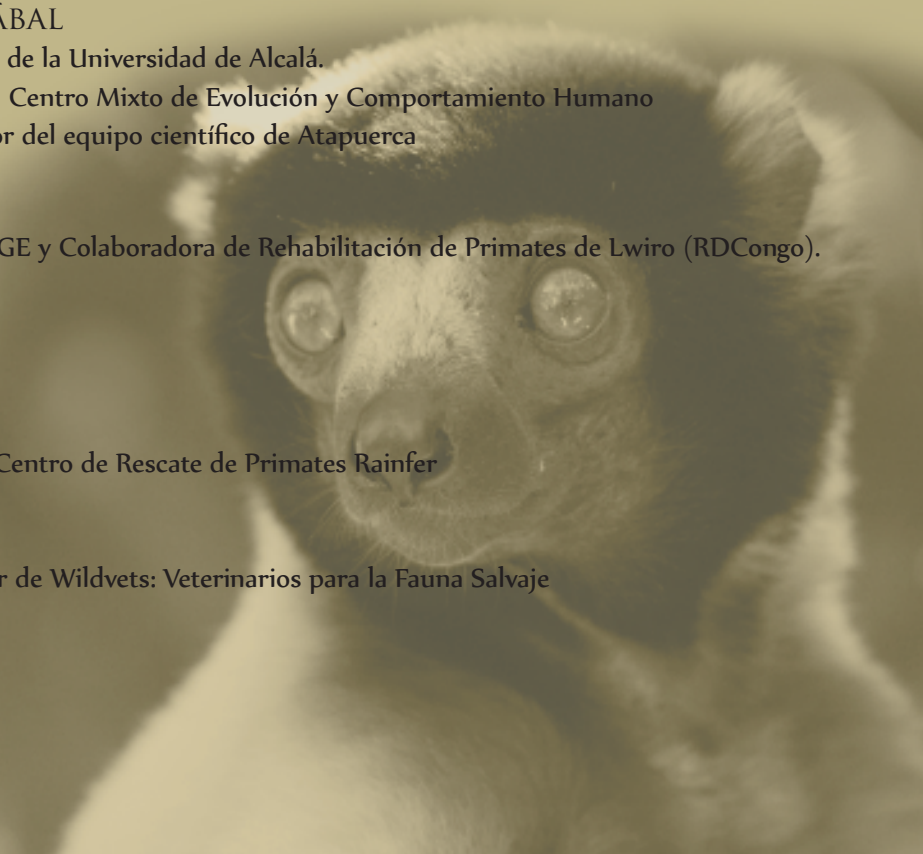 ÁBAL
de la Universidad de Alcalá.
Centro Mixto de Evolución y Comportamiento Humano
or del equipo científico de Atapuerca
GE y Colaboradora de Rehabilitación de Primates de Lwiro (RDCongo).
Centro de Rescate de Primates Rainfer
r de Wildvets: Veterinarios para la Fauna Salvaje